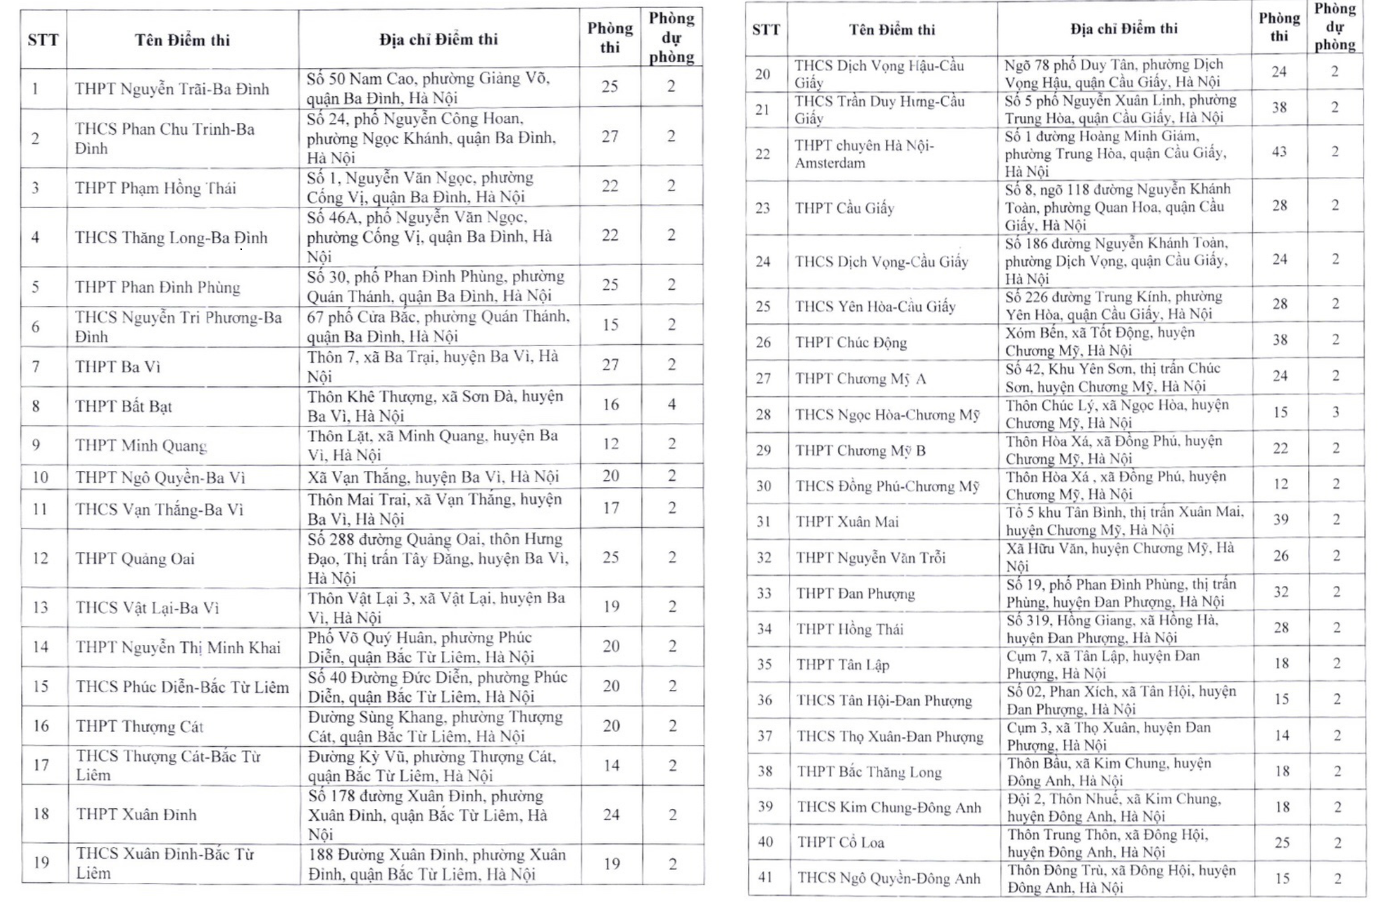 STT Tên Điểm thi Địa chỉ Điểm thi Phòng thi Phòng dự phòng
1 THPT Nguyễn Trãi-Ba Đình Số 50 Nam Cao, phường Giảng Võ, quận Ba Đình, Hà Nội 25 2
2 THCS Phan Chu Trinh-Ba Đình Số 24, phố Nguyễn Công Hoan, phường Ngọc Khánh, quận Ba Đình, Hà Nội 27 2
3 THPT Phạm Hồng Thái Số 1, Nguyễn Văn Ngọc, phường Cống Vị, quận Ba Đình, Hà Nội 22 2
4 THCS Thăng Long-Ba Đình Số 46A, phố Nguyễn Văn Ngọc, phường Cống Vị, quận Ba Đình, Hà Nội 22 2
5 THPT Phan Đình Phùng Số 30, phố Phan Đình Phùng, phường Quán Thánh, quận Ba Đình, Hà Nội 25 2
6 THCS Nguyễn Tri Phương-Ba Đình 67 phố Cửa Bắc, phường Quán Thánh, quận Ba Đình, Hà Nội 15 2
7 THPT Ba Vì Thôn 7, xã Ba Trại, huyện Ba Vì, Hà Nội 27 2
8 THPT Bất Bạt Thôn Khê Thượng, xã Sơn Đà, huyện Ba Vì, Hà Nội 16 4
9 THPT Minh Quang Thôn Lặt, xã Minh Quang, huyện Ba Vì, Hà Nội 12 2
10 THPT Ngô Quyền-Ba Vì Xã Vạn Thắng, huyện Ba Vì, Hà Nội 20 2
11 THCS Vạn Thắng-Ba Vì Thôn Mai Trai, xã Vạn Thắng, huyện Ba Vì, Hà Nội 17 2
12 THPT Quảng Oai Số 288 đường Quảng Oai, thôn Hưng Đạo, Thị trấn Tây Đằng, huyện Ba Vì, Hà Nội 25 2
13 THCS Vật Lại-Ba Vì Thôn Vật Lại 3, xã Vật Lại, huyện Ba Vì, Hà Nội 19 2
14 THPT Nguyễn Thị Minh Khai Phố Võ Quý Huân, phường Phúc Diễn, quận Bắc Từ Liêm, Hà Nội 20 2
15 THCS Phúc Diễn-Bắc Từ Liêm Số 40 Đường Đức Diễn, phường Phúc Diễn, quận Bắc Từ Liêm, Hà Nội 20 2
16 THPT Thượng Cát Đường Sùng Khang, phường Thượng Cát, quận Bắc Từ Liêm, Hà Nội 20 2
17 THCS Thượng Cát-Bắc Từ Liêm Đường Kỳ Vũ, phường Thượng Cát, quận Bắc Từ Liêm, Hà Nội 14 2
18 THPT Xuân Đỉnh Số 178 đường Xuân Đỉnh, phường Xuân Đỉnh, quận Bắc Từ Liêm, Hà Nội 24 2
19 THCS Xuân Đỉnh-Bắc Từ Liêm 188 Đường Xuân Đỉnh, phường Xuân Đỉnh, quận Bắc Từ Liêm, Hà Nội 19 2
STT Tên Điểm thi Địa chỉ Điểm thi Phòng thi Phòng dự phòng
20 THCS Dịch Vọng Hậu-Cầu Giấy Ngõ 78 phố Duy Tân, phường Dịch Vọng Hậu, quận Cầu Giấy, Hà Nội 24 2
21 THCS Trần Duy Hưng-Cầu Giấy Số 5 phố Nguyễn Xuân Linh, phường Trung Hòa, quận Cầu Giấy, Hà Nội 38 2
22 THPT chuyên Hà Nội-Amsterdam Số 1 đường Hoàng Minh Giám, phường Trung Hòa, quận Cầu Giấy, Hà Nội 43 2
23 THPT Cầu Giấy Số 8, ngõ 118 đường Nguyễn Khánh Toàn, phường Quan Hoa, quận Cầu Giấy, Hà Nội 28 2
24 THCS Dịch Vọng-Cầu Giấy Số 186 đường Nguyễn Khánh Toàn, phường Dịch Vọng, quận Cầu Giấy, Hà Nội 24 2
25 THCS Yên Hòa-Cầu Giấy Số 226 đường Trung Kính, phường Yên Hòa, quận Cầu Giấy, Hà Nội 28 2
26 THPT Chúc Động Xóm Bến, xã Tốt Động, huyện Chương Mỹ, Hà Nội 38 2
27 THPT Chương Mỹ A Số 42, Khu Yên Sơn, thị trấn Chúc Sơn, huyện Chương Mỹ, Hà Nội 24 2
28 THCS Ngọc Hòa-Chương Mỹ Thôn Chúc Lý, xã Ngọc Hòa, huyện Chương Mỹ, Hà Nội 15 3
29 THPT Chương Mỹ B Thôn Hòa Xá, xã Đồng Phú, huyện Chương Mỹ, Hà Nội 22 2
30 THCS Đồng Phú-Chương Mỹ Thôn Hòa Xá , xã Đồng Phú, huyện Chương Mỹ, Hà Nội 12 2
31 THPT Xuân Mai Tổ 5 khu Tân Bình, thị trấn Xuân Mai, huyện Chương Mỹ, Hà Nội 39 2
32 THPT Nguyễn Văn Trỗi Xã Hữu Văn, huyện Chương Mỹ, Hà Nội 26 2
33 THPT Đan Phượng Số 19, phố Phan Đình Phùng, thị trấn Phùng, huyện Đan Phượng, Hà Nội 32 2
34 THPT Hồng Thái Số 319, Hồng Giang, xã Hồng Hà, huyện Đan Phượng, Hà Nội 28 2
35 THPT Tân Lập Cụm 7, xã Tân Lập, huyện Đan Phượng, Hà Nội 18 2
36 THCS Tân Hội-Đan Phượng Số 02, Phan Xích, xã Tân Hội, huyện Đan Phượng, Hà Nội 15 2
37 THCS Thọ Xuân-Đan Phượng Cụm 3, xã Thọ Xuân, huyện Đan Phượng, Hà Nội 14 2
38 THPT Bắc Thăng Long Thôn Bầu, xã Kim Chung, huyện Đông Anh, Hà Nội 18 2
39 THCS Kim Chung-Đông Anh Đội 2, Thôn Nhuế, xã Kim Chung, huyện Đông Anh, Hà Nội 18 2
40 THPT Cổ Loa Thôn Trung Thôn, xã Đông Hội, huyện Đông Anh, Hà Nội 25 2
41 THCS Ngô Quyền-Đông Anh Thôn Đông Trù, xã Đông Hội, huyện Đông Anh, Hà Nội 15 2